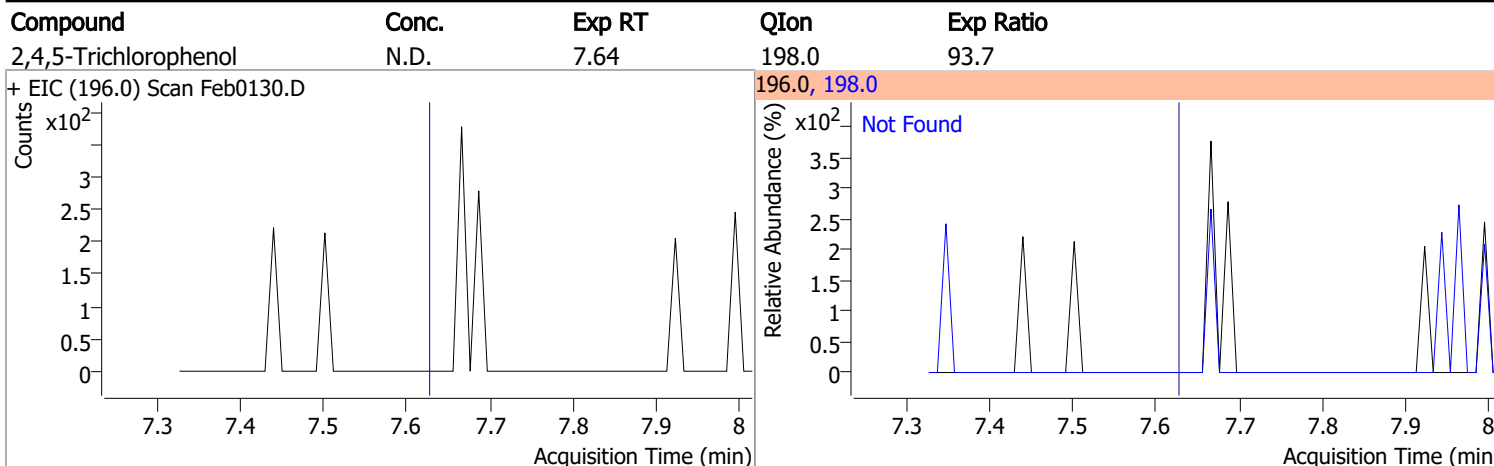 Compound Conc. Exp RT QIon Exp Ratio
2,4,5-Trichlorophenol N.D. 7.64 198.0 93.7
+ EIC (196.0) Scan Feb0130.D
Counts
x10²
3
2.5
2
1.5
1
0.5
0
7.3 7.4 7.5 7.6 7.7 7.8 7.9 8
Acquisition Time (min)
196.0, 198.0
Relative Abundance (%)
x10²
Not Found
3.5
3
2.5
2
1.5
1
0.5
0
7.3 7.4 7.5 7.6 7.7 7.8 7.9 8
Acquisition Time (min)